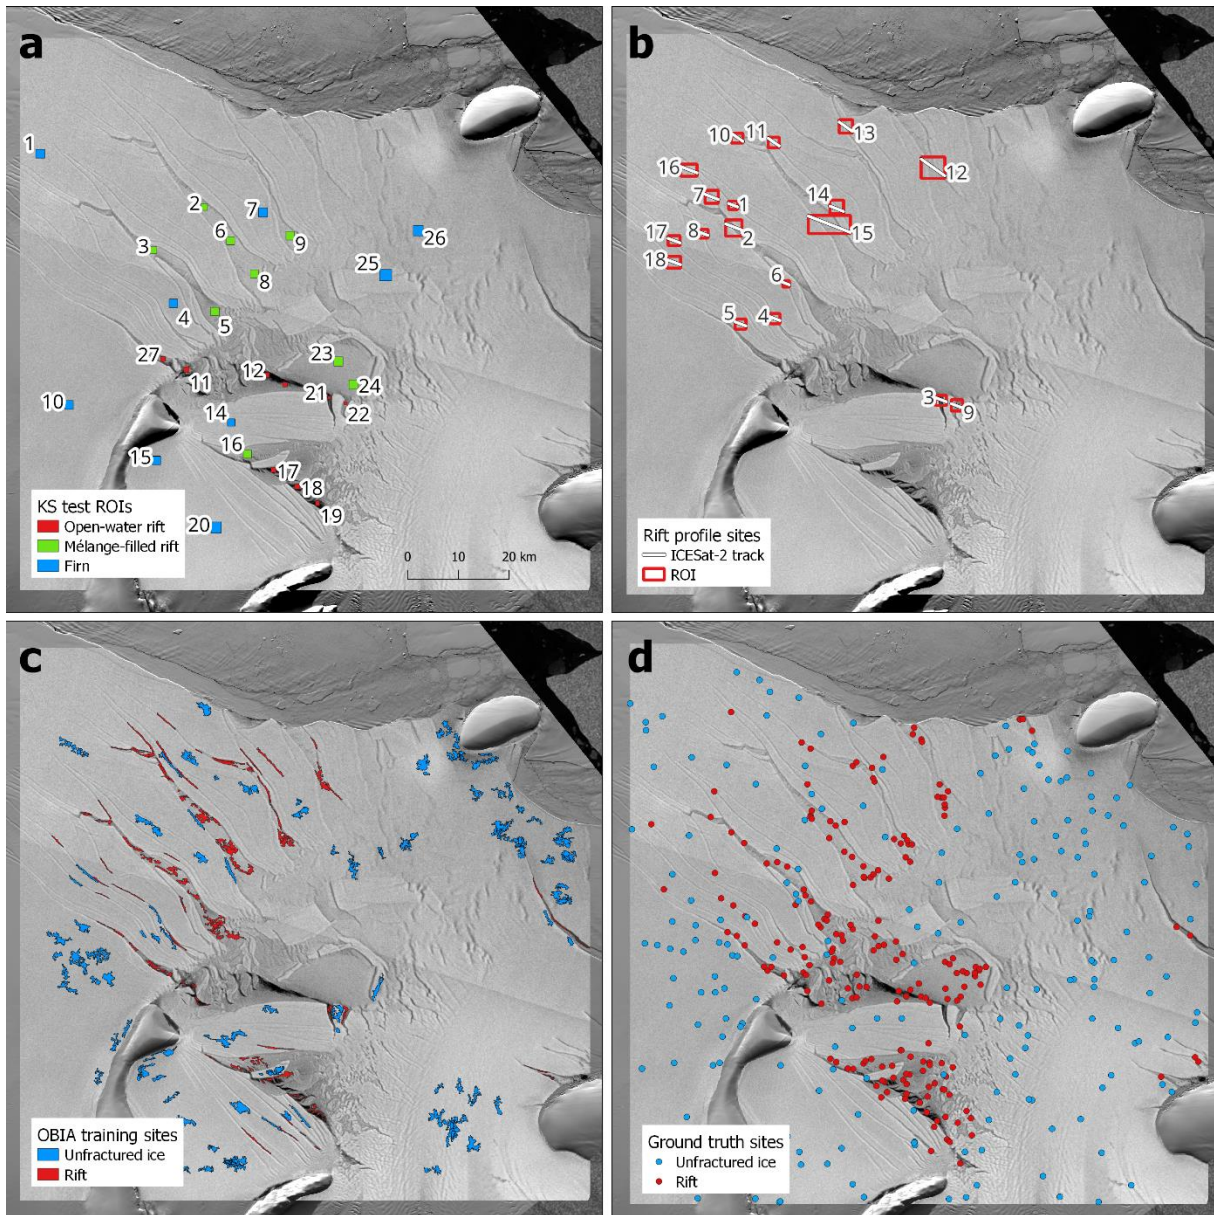 a
1
2
7
26
3
6
9
25
8
4
5
27
23
12
11
24
10
21
22
14
16
15
17
18
19
20
KS test ROIs
Open-water rift
Mélange-filled rift
Firn
0 10 20 km
b
13
10 11
16
12
7 1 14
8 2 15
17
18
6
5 4
3 9
Rift profile sites
ICESat-2 track
ROI
c
OBIA training sites
Unfractured ice
Rift
d
Ground truth sites
Unfractured ice
Rift